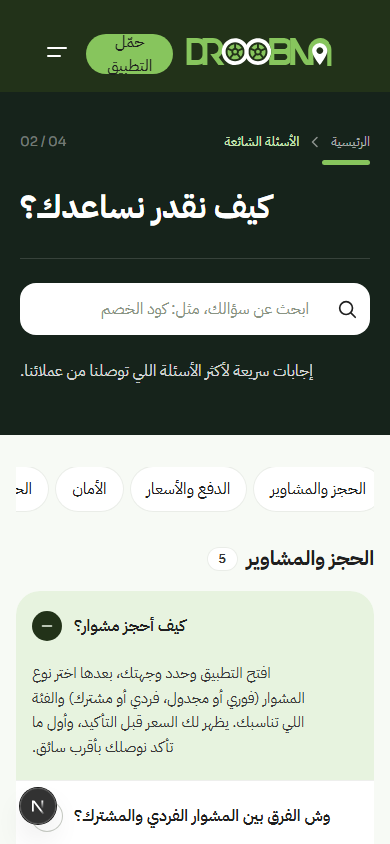 DROOBNA
حمّل
التطبيق
الرئيسية
الأسئلة الشائعة
02 / 04
كيف نقدر نساعدك؟
ابحث عن سؤالك، مثل: كود الخصم
إجابات سريعة لأكثر الأسئلة اللي توصلنا من عملائنا.
الحجز والمشاوير
الدفع والأسعار
الأمان
الحجز والمشاوير
5
كيف أحجز مشوار؟
افتح التطبيق وحدد وجهتك، بعدها اختر نوع
المشوار (فوري أو مجدول، فردي أو مشترك) والفئة
اللي تناسبك. يظهر لك السعر قبل التأكيد، وأول ما
تأكد نوصلك بأقرب سائق.
وش الفرق بين المشوار الفردي والمشترك؟
N